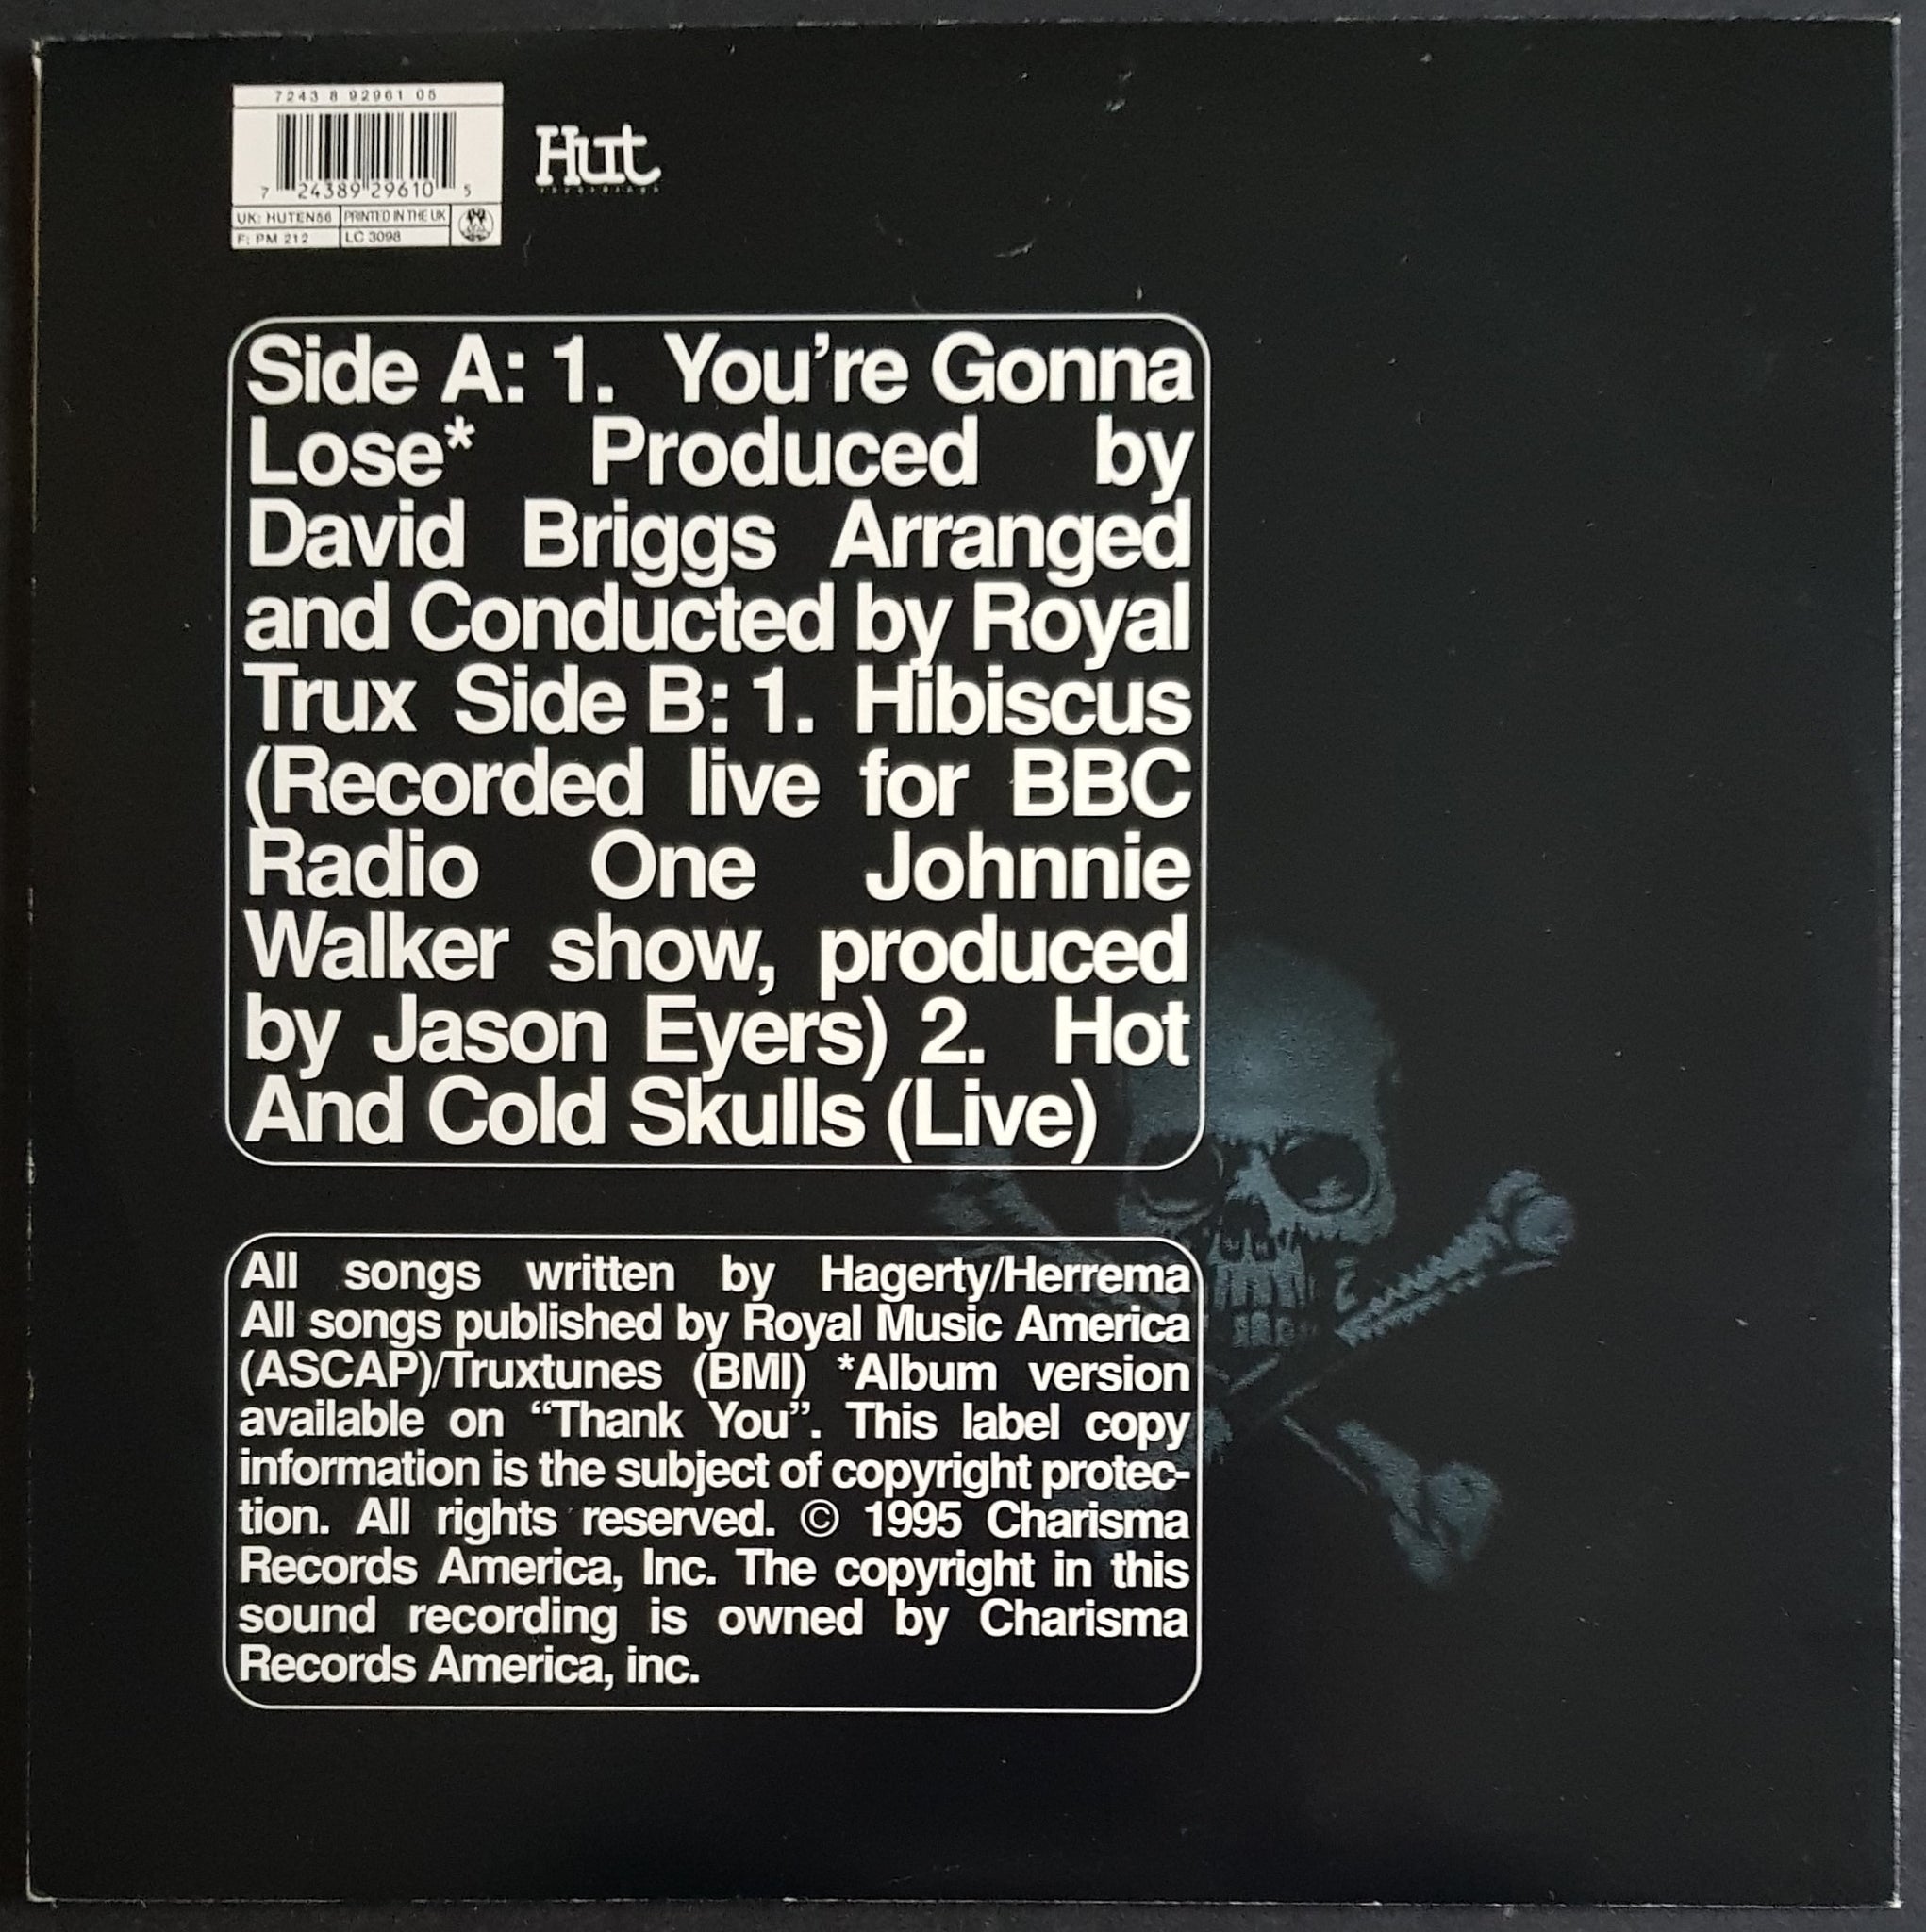 7243 8 92961 05
7 24389 29610 5
UK: HUTEN56 PRINTED IN THE UK
F: PM 212 LC 3098
Hut
recordings
Side A: 1. You’re Gonna
Lose* Produced by
David Briggs Arranged
and Conducted by Royal
Trux Side B: 1. Hibiscus
(Recorded live for BBC
Radio One Johnnie
Walker show, produced
by Jason Eyers) 2. Hot
And Cold Skulls (Live)
All songs written by Hagerty/Herrema
All songs published by Royal Music America
(ASCAP)/Truxtunes (BMI) *Album version
available on “Thank You”. This label copy
information is the subject of copyright protec-
tion. All rights reserved. © 1995 Charisma
Records America, Inc. The copyright in this
sound recording is owned by Charisma
Records America, inc.